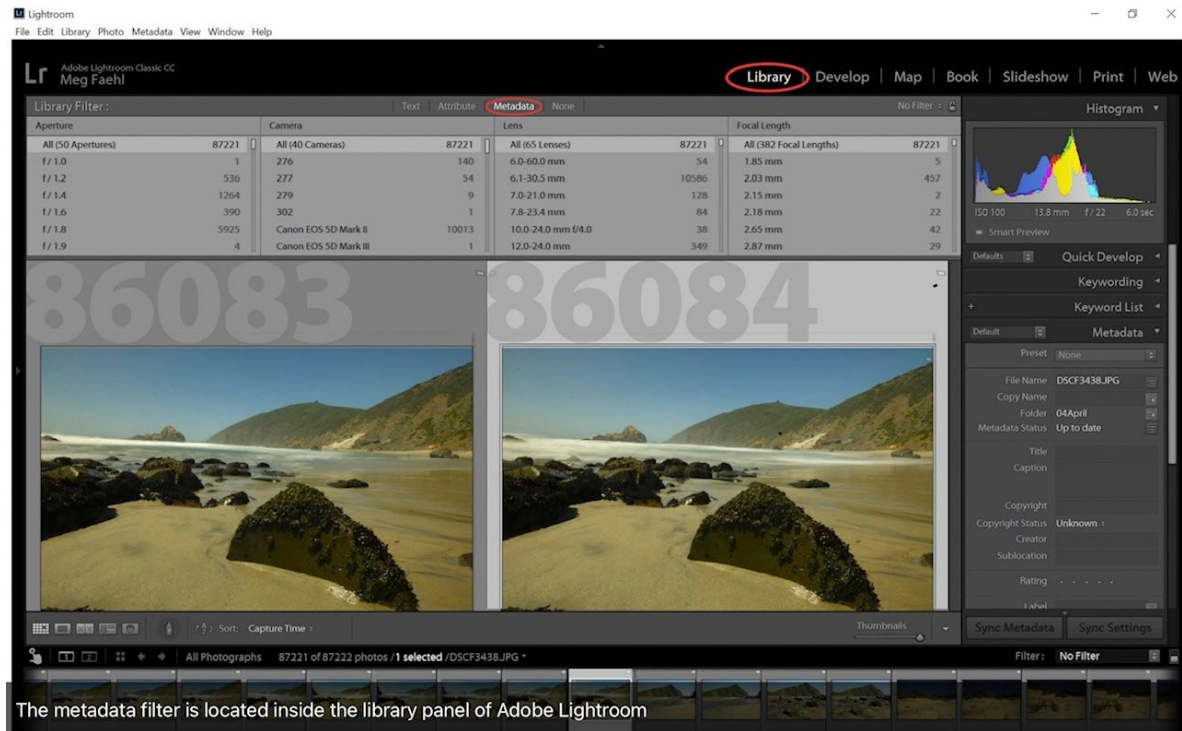 Lightroom
File Edit Library Photo Metadata View Window Help
Lr Adobe Lightroom Classic CC
Meg Faehl
Library Develop Map Book Slideshow Print Web
Library Filter : Text Attribute Metadata None No Filter
Histogram
Aperture Camera Lens Focal Length
All (50 Apertures) 87221 All (40 Cameras) 87221 All (65 Lenses) 87221 All (382 Focal Lengths) 87221
f / 1.0 1 276 140 6.0-60.0 mm 54 1.85 mm 5
f / 1.2 536 277 54 6.1-30.5 mm 10586 2.03 mm 457
f / 1.4 1264 279 9 7.0-21.0 mm 128 2.15 mm 2
f / 1.6 390 302 1 7.8-23.4 mm 84 2.18 mm 22
f / 1.8 5925 Canon EOS 5D Mark II 10013 10.0-24.0 mm f/4.0 38 2.65 mm 42
f / 1.9 4 Canon EOS 5D Mark III 1 12.0-24.0 mm 349 2.87 mm 29
ISO 100 13.8 mm f / 22 6.0 sec
Smart Preview
Defaults Quick Develop
Keywording
Keyword List
Default Metadata
86083 86084
Preset None
File Name DSCF3438.JPG
Copy Name
Folder 04April
Metadata Status Up to date
Title
Caption
Copyright
Copyright Status Unknown
Creator
Sublocation
Rating
Label
Sort: Capture Time Thumbnails
Sync Metadata Sync Settings
1 2 All Photographs 87221 of 87222 photos / 1 selected / DSCF3438.JPG Filter : No Filter
The metadata filter is located inside the library panel of Adobe Lightroom